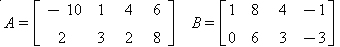 A = [ - 10 1 4 6 ] B = [ 1 8 4 -1 ]
[ 2 3 2 8 ] [ 0 6 3 -3 ]